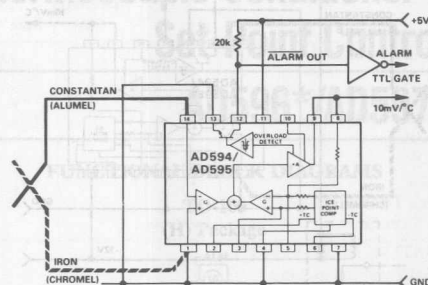 +5V
20k
ALARM OUT
ALARM
TTL GATE
10mV/°C
CONSTANTAN
(ALUMEL)
14 13 12 11 10 9 8
OVERLOAD
DETECT
AD594/
AD595
+A
G
+
G
ICE
POINT
COMP
+TC
-TC
1 2 3 4 5 6 7
IRON
(CHROMEL)
GND